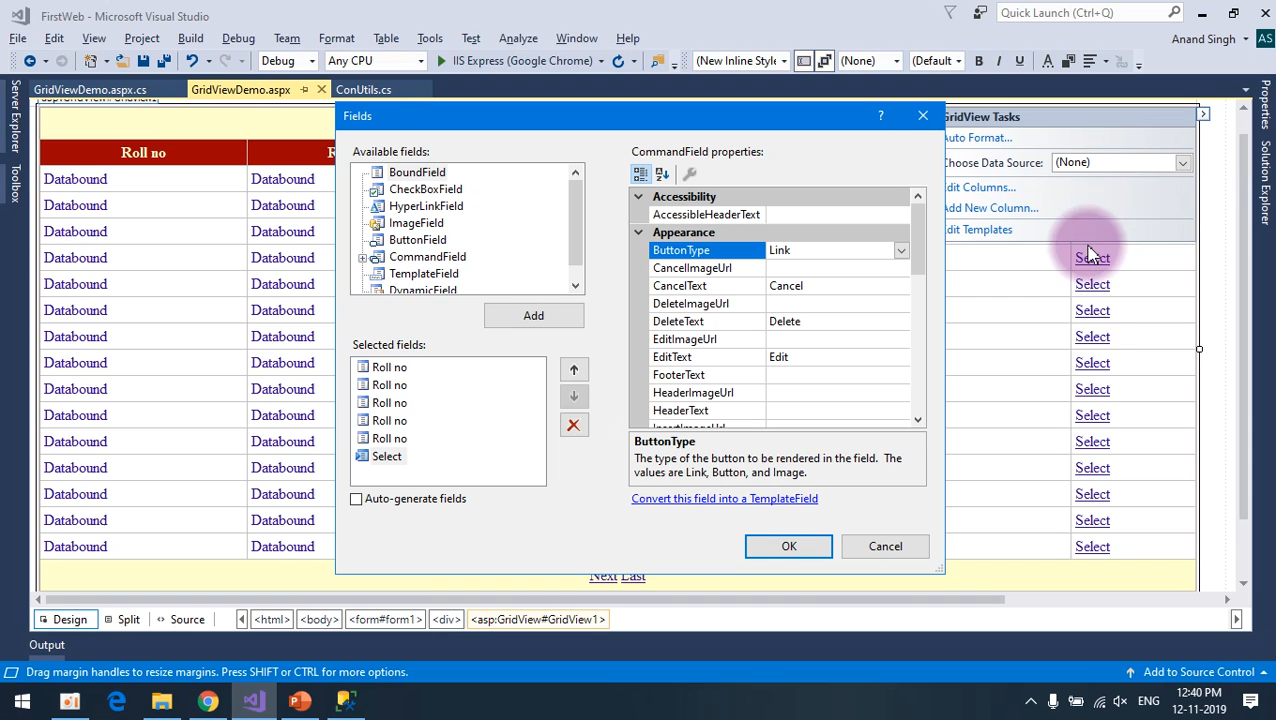 FirstWeb - Microsoft Visual Studio
Quick Launch (Ctrl+Q)
File Edit View Project Build Debug Team Format Table Tools Test Analyze Window Help
Anand Singh AS
Debug Any CPU IIS Express (Google Chrome) (New Inline Style (None) (Default B I U A
GridViewDemo.aspx.cs GridViewDemo.aspx ConUtils.cs
Server Explorer
Toolbox
Properties
Solution Explorer
asp:GridView#GridView1
Fields
Available fields:
BoundField
CheckBoxField
HyperLinkField
ImageField
ButtonField
CommandField
TemplateField
DynamicField
Add
Selected fields:
Roll no
Roll no
Roll no
Roll no
Roll no
Select
Auto-generate fields
CommandField properties:
Accessibility
AccessibleHeaderText
Appearance
ButtonType Link
CancelImageUrl
CancelText Cancel
DeleteImageUrl
DeleteText Delete
EditImageUrl
EditText Edit
FooterText
HeaderImageUrl
HeaderText
InsertImageUrl
ButtonType
The type of the button to be rendered in the field. The
values are Link, Button, and Image.
Convert this field into a TemplateField
OK Cancel
GridView Tasks
Auto Format...
Choose Data Source: (None)
Edit Columns...
Add New Column...
Edit Templates
Roll no R
Databound Databound
Databound Databound
Databound Databound
Databound Databound Select
Databound Databound Select
Databound Databound Select
Databound Databound Select
Databound Databound Select
Databound Databound Select
Databound Databound Select
Databound Databound Select
Databound Databound Select
Databound Databound Select
Databound Databound Select
Databound Databound Select
Next Last
Design Split Source <html> <body> <form#form1> <div> <asp:GridView#GridView1>
Output
Drag margin handles to resize margins. Press SHIFT or CTRL for more options.
Add to Source Control
ENG
12:40 PM
12-11-2019